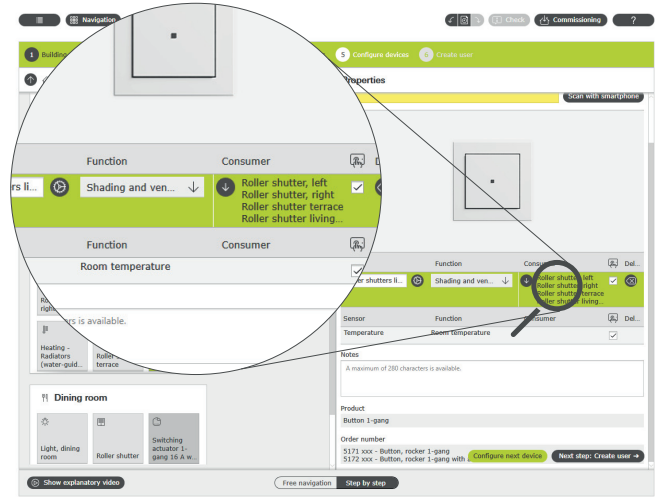 Navigation
Check
Commissioning
?
1 Building
5 Configure devices
6 Create user
Properties
Scan with smartphone
Function
Consumer
rs li...
Shading and ven...
Roller shutter, left
Roller shutter, right
Roller shutter terrace
Roller shutter living...
Function
Consumer
Room temperature
rs is available.
Function
Consumer
Del...
er shutters li...
Shading and ven...
Roller shutter, left
Roller shutter, right
Roller shutter terrace
Roller shutter living...
Sensor
Function
Consumer
Del...
Temperature
Room temperature
Notes
A maximum of 280 characters is available.
Heating -
Radiators
(water-guid...
Roller
terrace
Dining room
Light, dining
room
Roller shutter
Switching
actuator 1-
gang 16 A w...
Product
Button 1-gang
Order number
5171 xxx - Button, rocker 1-gang
5172 xxx - Button, rocker 1-gang with
Configure next device
Next step: Create user →
Show explanatory video
Free navigation
Step by step